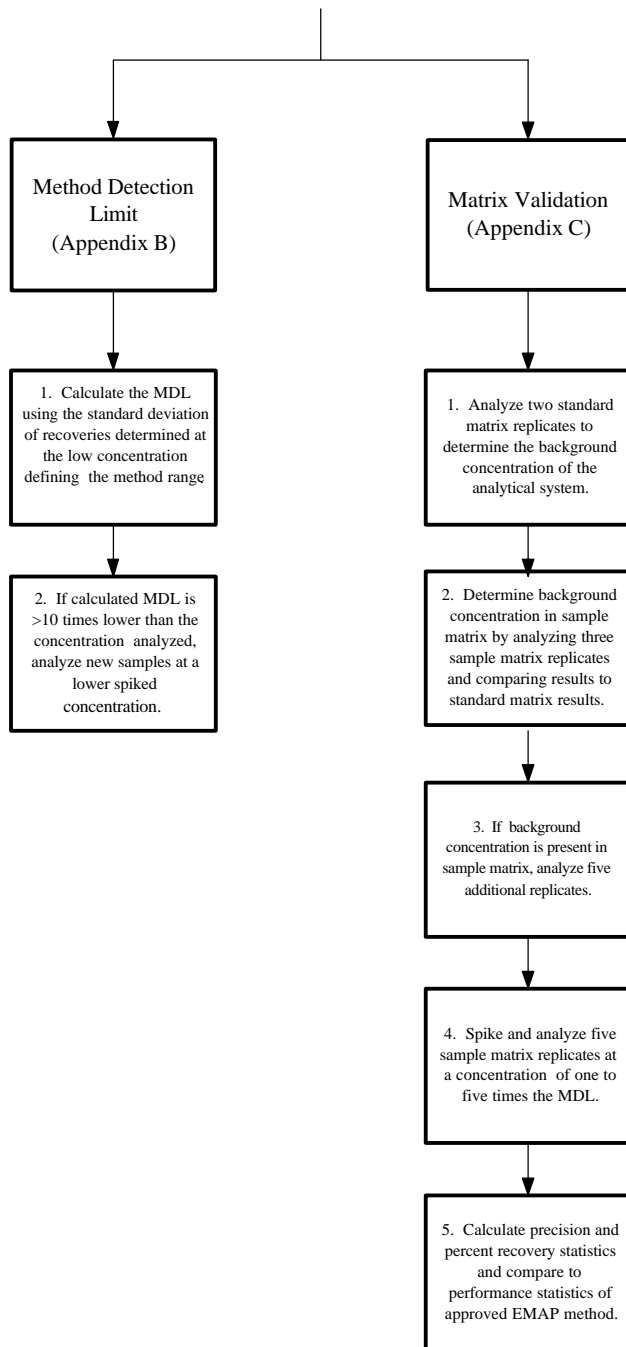 Method Detection
Limit
(Appendix B)
1. Calculate the MDL
using the standard deviation
of recoveries determined at
the low concentration
defining the method range.
2. If calculated MDL is
>10 times lower than the
concentration analyzed,
analyze new samples at a
lower spiked
concentration.
Matrix Validation
(Appendix C)
1. Analyze two standard
matrix replicates to
determine the background
concentration of the
analytical system.
2. Determine background
concentration in sample
matrix by analyzing three
sample matrix replicates
and comparing results to
standard matrix results.
3. If background
concentration is present in
sample matrix, analyze five
additional replicates.
4. Spike and analyze five
sample matrix replicates at
a concentration of one to
five times the MDL.
5. Calculate precision and
percent recovery statistics
and compare to
performance statistics of
approved EMAP method.